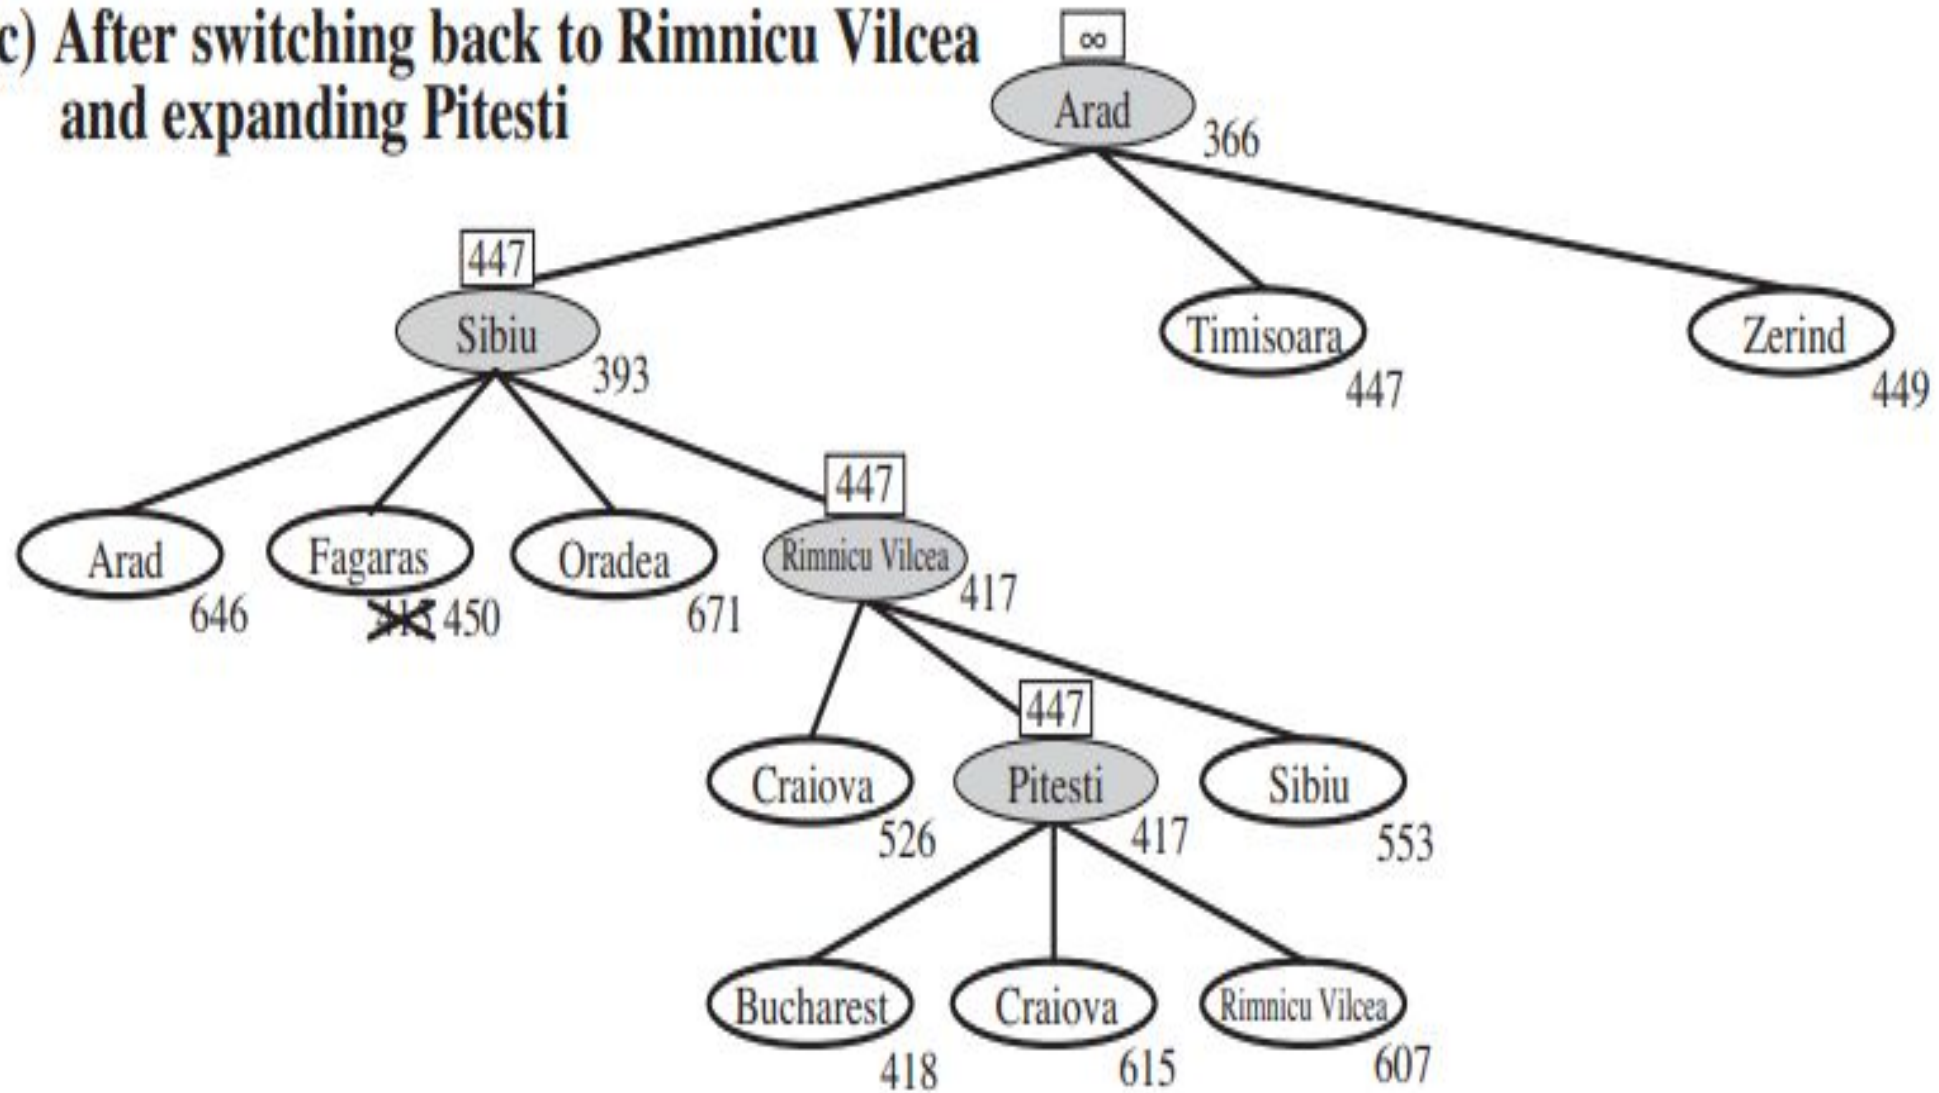 c) After switching back to Rimnicu Vilcea
and expanding Pitesti
∞
Arad
366
447
Sibiu
393
Timisoara
447
Zerind
449
Arad
646
Fagaras
415 450
Oradea
671
447
Rimnicu Vilcea
417
Craiova
526
447
Pitesti
417
Sibiu
553
Bucharest
418
Craiova
615
Rimnicu Vilcea
607